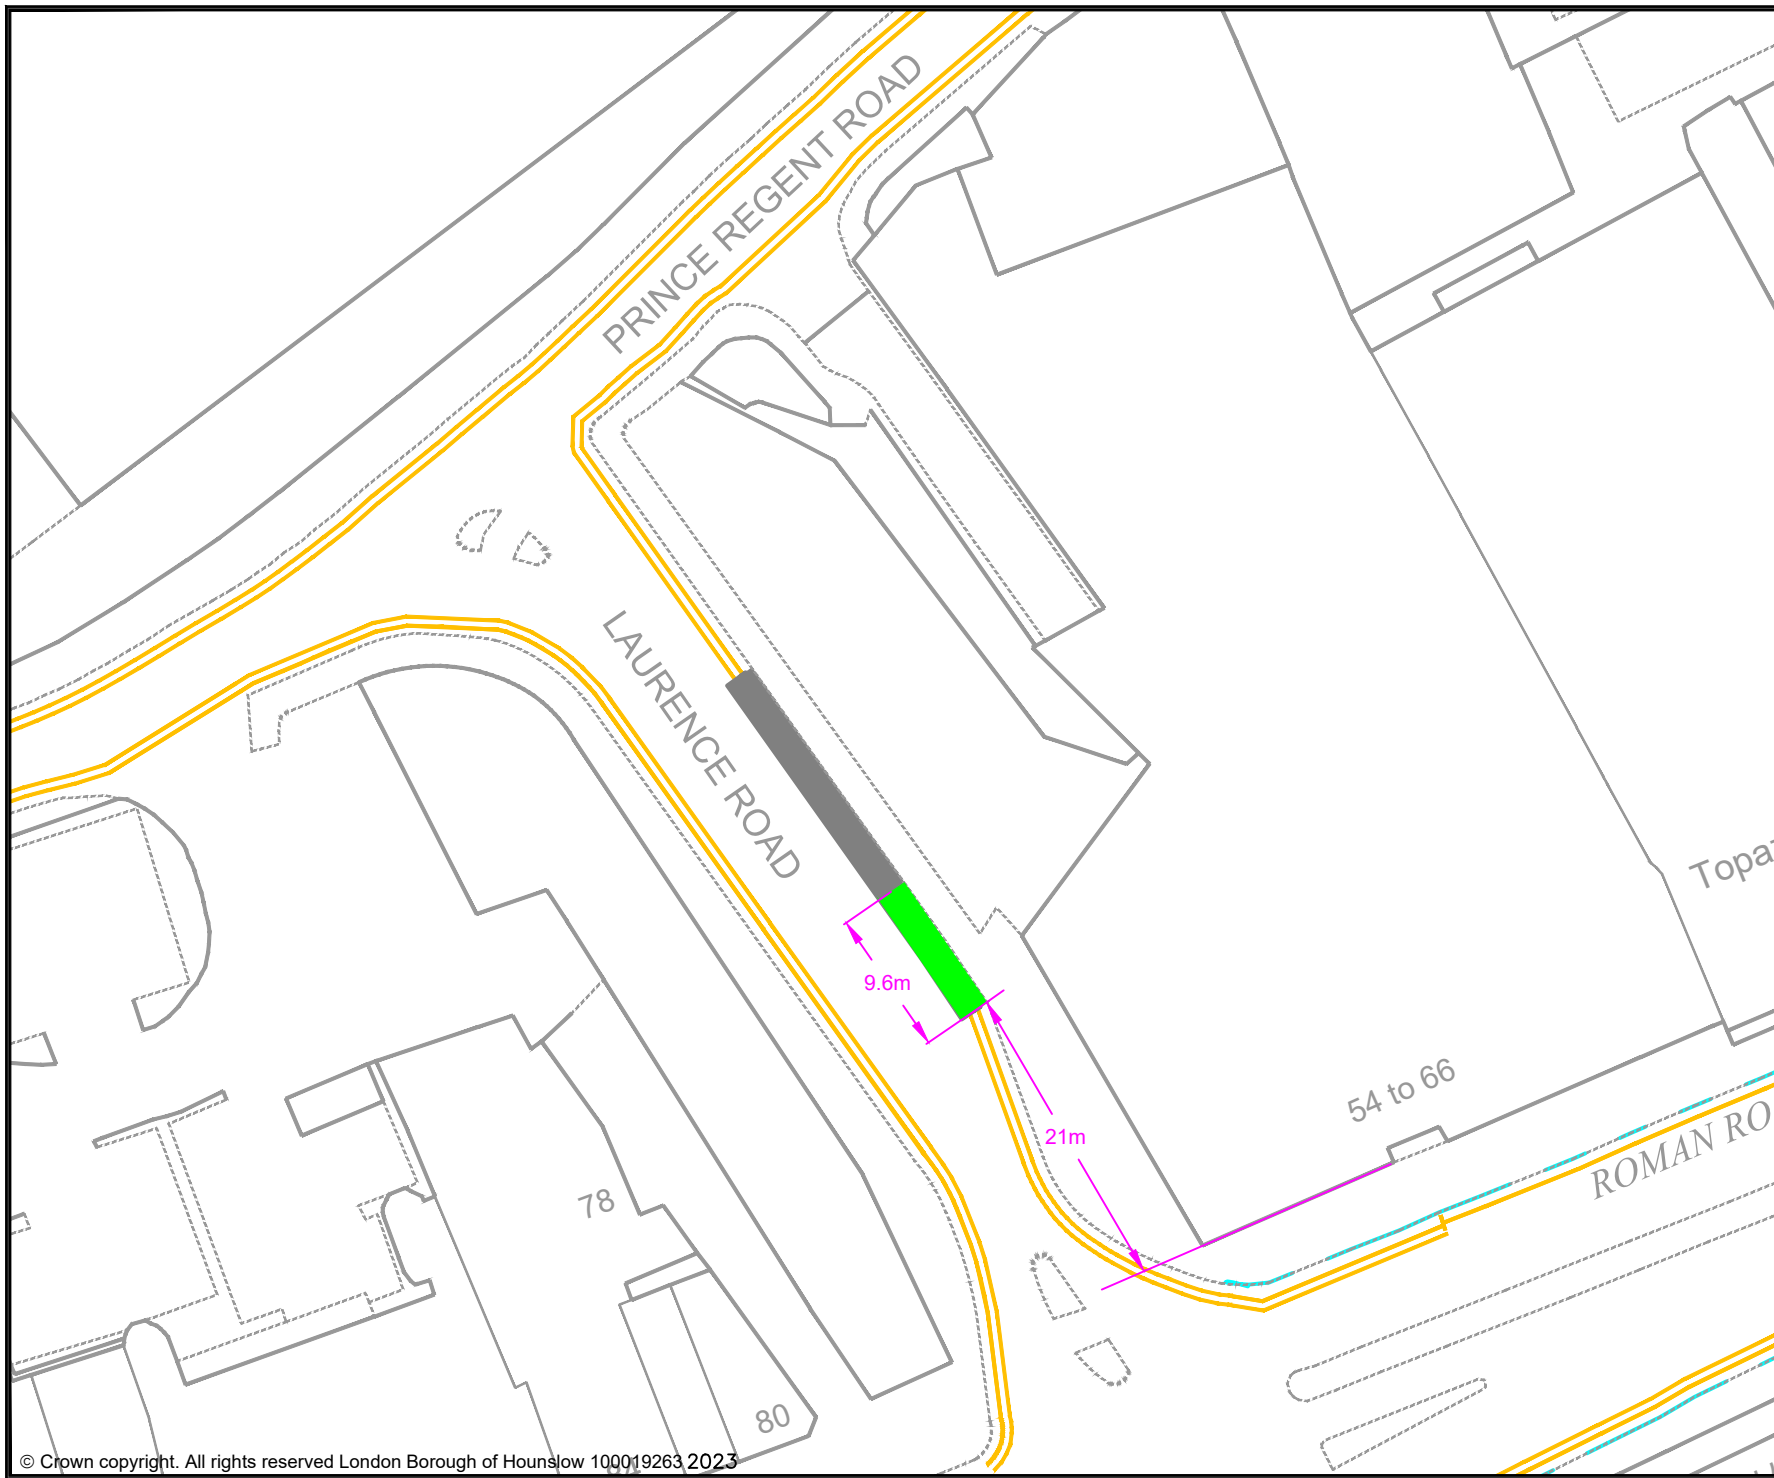 PRINCE REGENT ROAD
LAURENCE ROAD
9.6m
21m
54 to 66
ROMAN RO
78
80
© Crown copyright. All rights reserved London Borough of Hounslow 100019263 2023